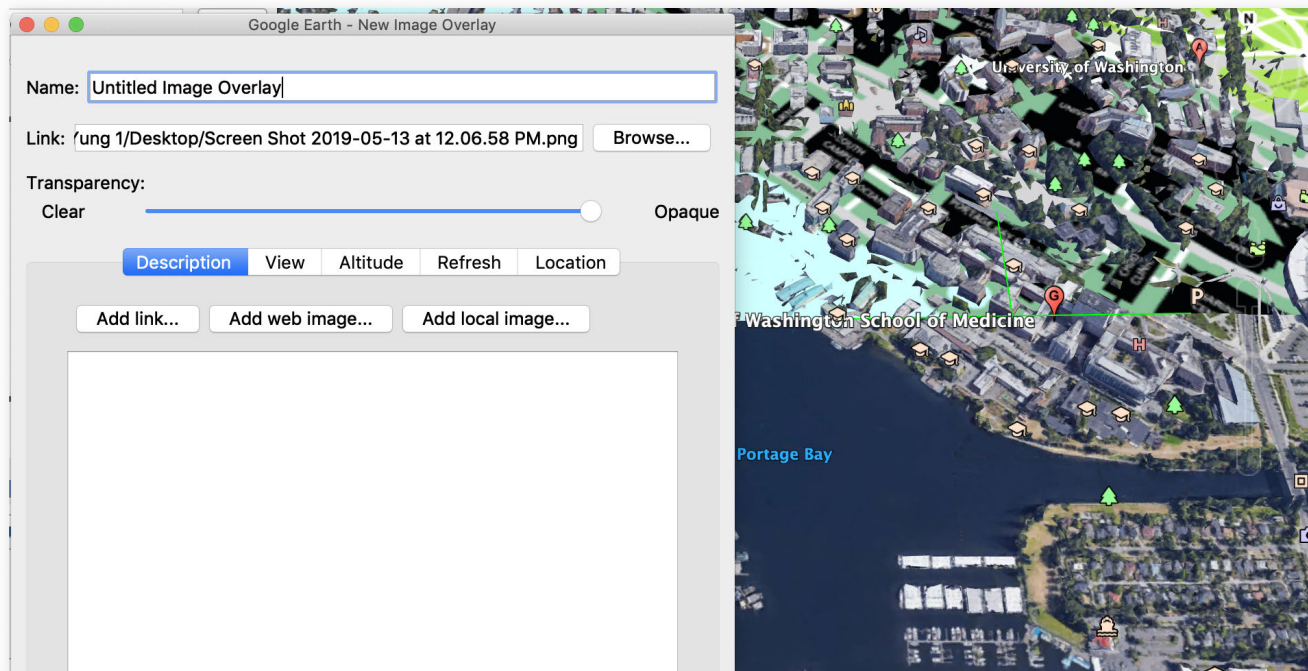 Google Earth - New Image Overlay
Name: Untitled Image Overlay
Link: Yung 1/Desktop/Screen Shot 2019-05-13 at 12.06.58 PM.png Browse...
Transparency:
Clear Opaque
Description View Altitude Refresh Location
Add link... Add web image... Add local image...
N
H
A
University of Washington
P
G
f Washington School of Medicine
H
Portage Bay